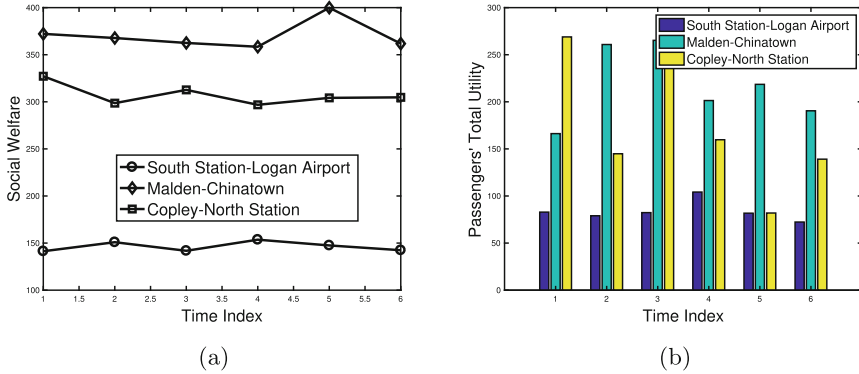 400
350
300
250
200
150
100
Social Welfare
South Station-Logan Airport
Malden-Chinatown
Copley-North Station
1 1.5 2 2.5 3 3.5 4 4.5 5 5.5 6
Time Index
(a)
300
250
200
150
100
50
0
Passengers' Total Utility
South Station-Logan Airport
Malden-Chinatown
Copley-North Station
1 2 3 4 5 6
Time Index
(b)